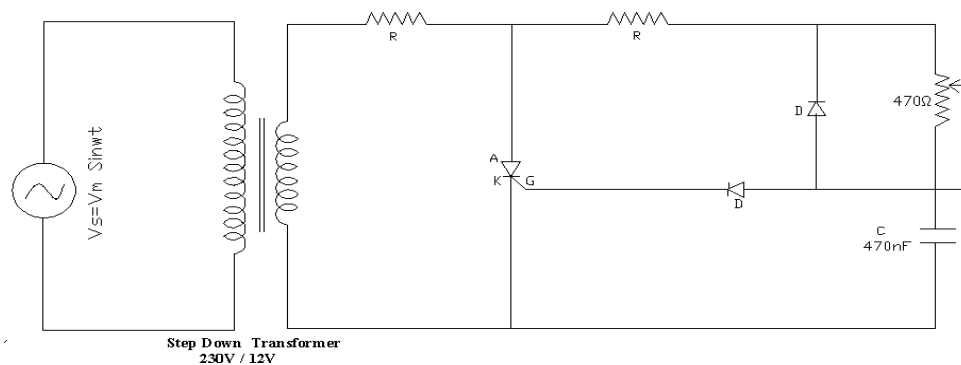 Vs=Vm Sinwt
R
R
D
470Ω
A
K
G
D
C
470nF
Step Down Transformer
230V / 12V